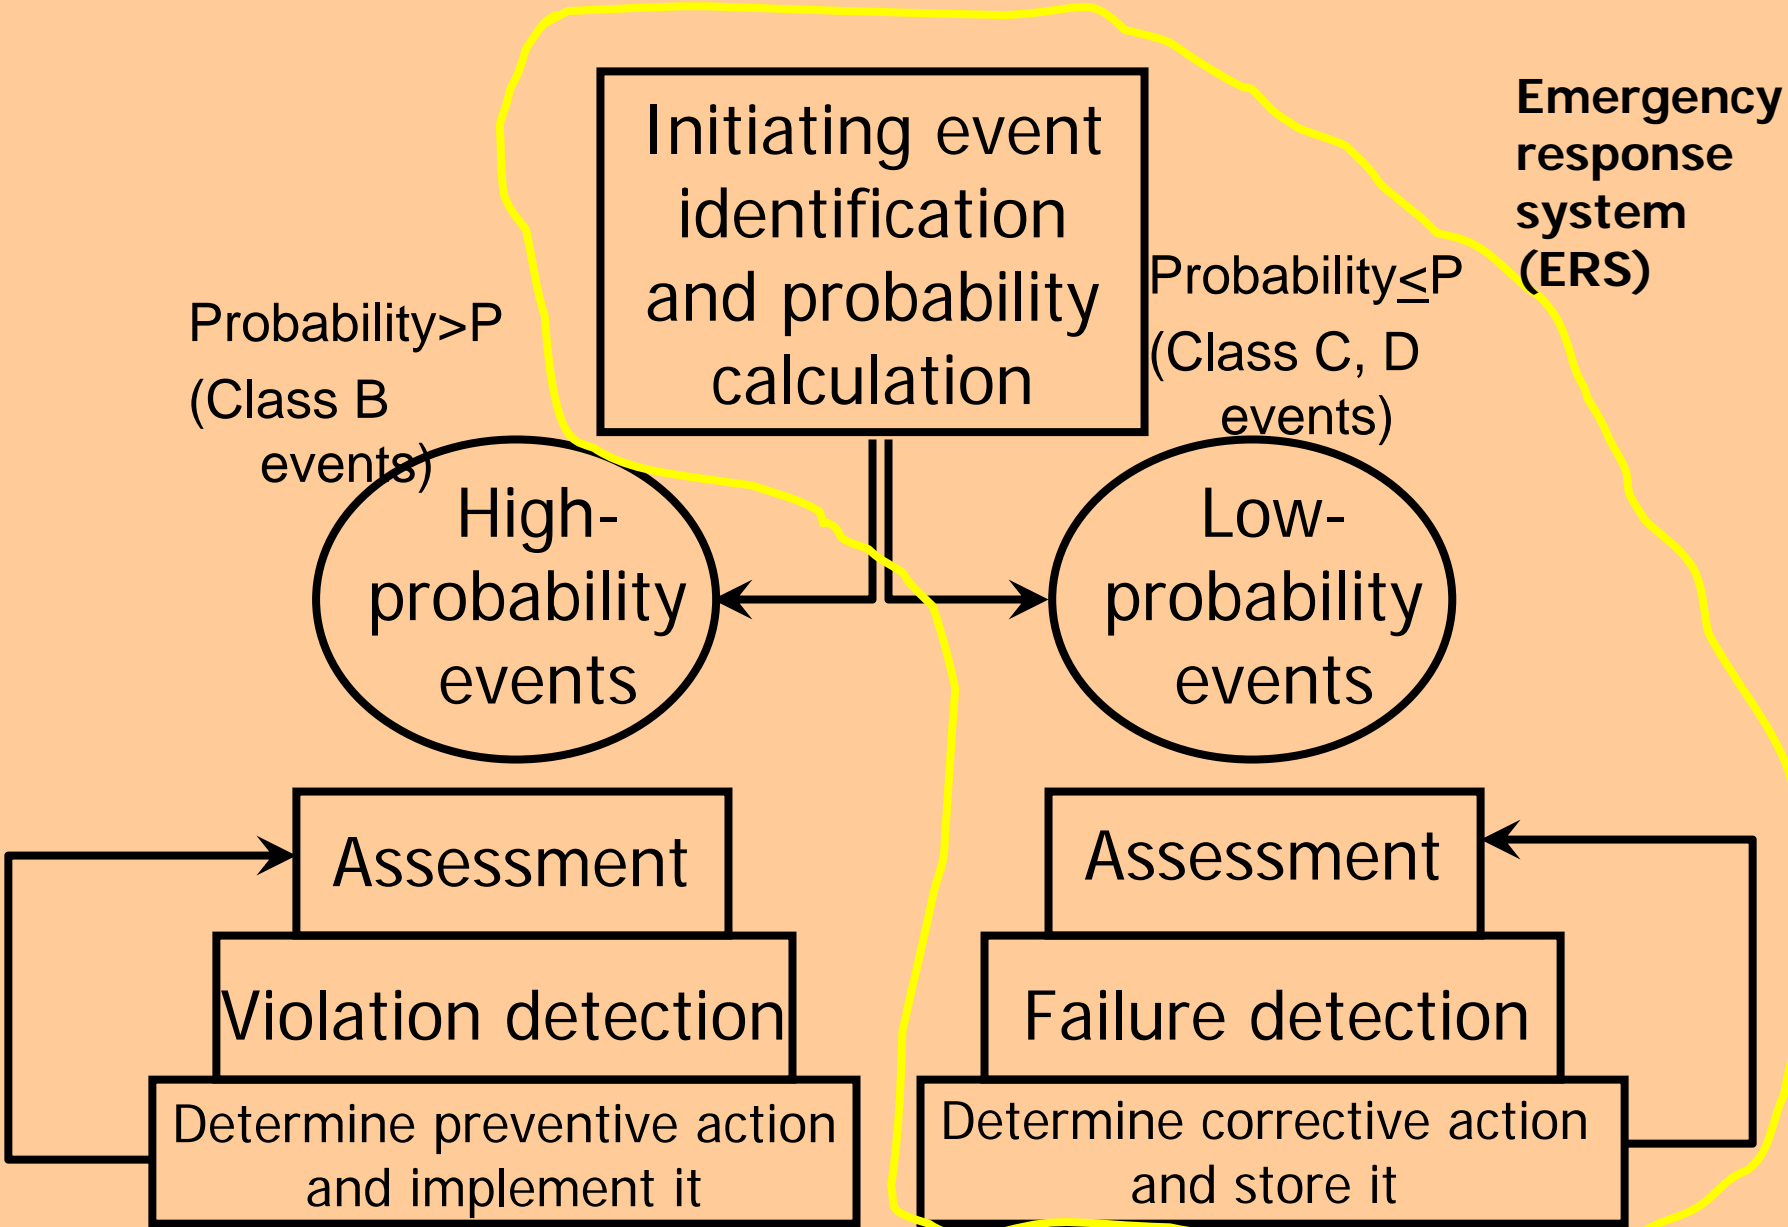 Initiating event
identification
and probability
calculation
Emergency
response
system
(ERS)
Probability>P
(Class B
events)
Probability≤P
(Class C, D
events)
High-
probability
events
Low-
probability
events
Assessment
Violation detection
Determine preventive action
and implement it
Assessment
Failure detection
Determine corrective action
and store it